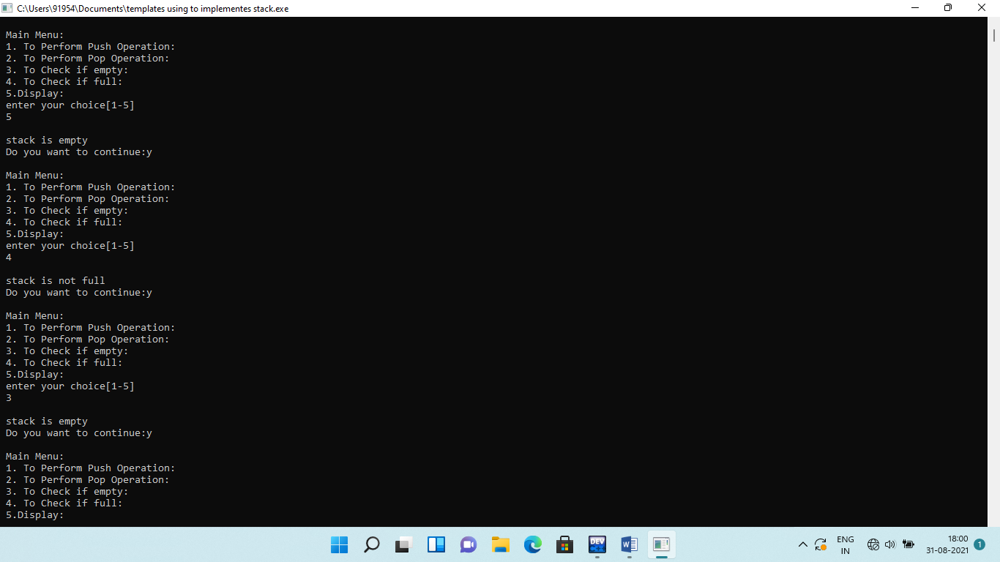 C:\Users\91954\Documents\templates using to implementes stack.exe
Main Menu:
1. To Perform Push Operation:
2. To Perform Pop Operation:
3. To Check if empty:
4. To Check if full:
5.Display:
enter your choice[1-5]
5
stack is empty
Do you want to continue:y
Main Menu:
1. To Perform Push Operation:
2. To Perform Pop Operation:
3. To Check if empty:
4. To Check if full:
5.Display:
enter your choice[1-5]
4
stack is not full
Do you want to continue:y
Main Menu:
1. To Perform Push Operation:
2. To Perform Pop Operation:
3. To Check if empty:
4. To Check if full:
5.Display:
enter your choice[1-5]
3
stack is empty
Do you want to continue:y
Main Menu:
1. To Perform Push Operation:
2. To Perform Pop Operation:
3. To Check if empty:
4. To Check if full:
5.Display:
DEV
W
ENG
IN
18:00
31-08-2021
1